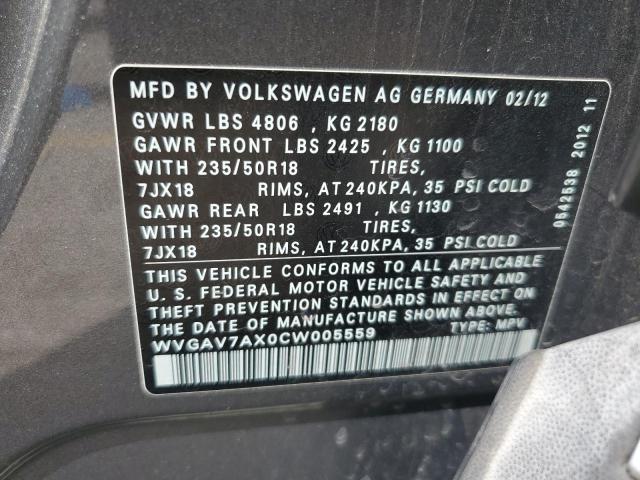 MFD BY VOLKSWAGEN AG GERMANY 02/12
GVWR LBS 4806 , KG 2180
GAWR FRONT LBS 2425 , KG 1100
WITH 235/50R18 TIRES,
7JX18 RIMS, AT 240KPA, 35 PSI COLD
GAWR REAR LBS 2491 , KG 1130
WITH 235/50R18 TIRES,
7JX18 RIMS, AT 240KPA, 35 PSI COLD
THIS VEHICLE CONFORMS TO ALL APPLICABLE
U. S. FEDERAL MOTOR VEHICLE SAFETY AND
THEFT PREVENTION STANDARDS IN EFFECT ON
THE DATE OF MANUFACTURE SHOWN ABOVE.
WVGAV7AX0CW005559 TYPE: MPV
0542538 2012 11